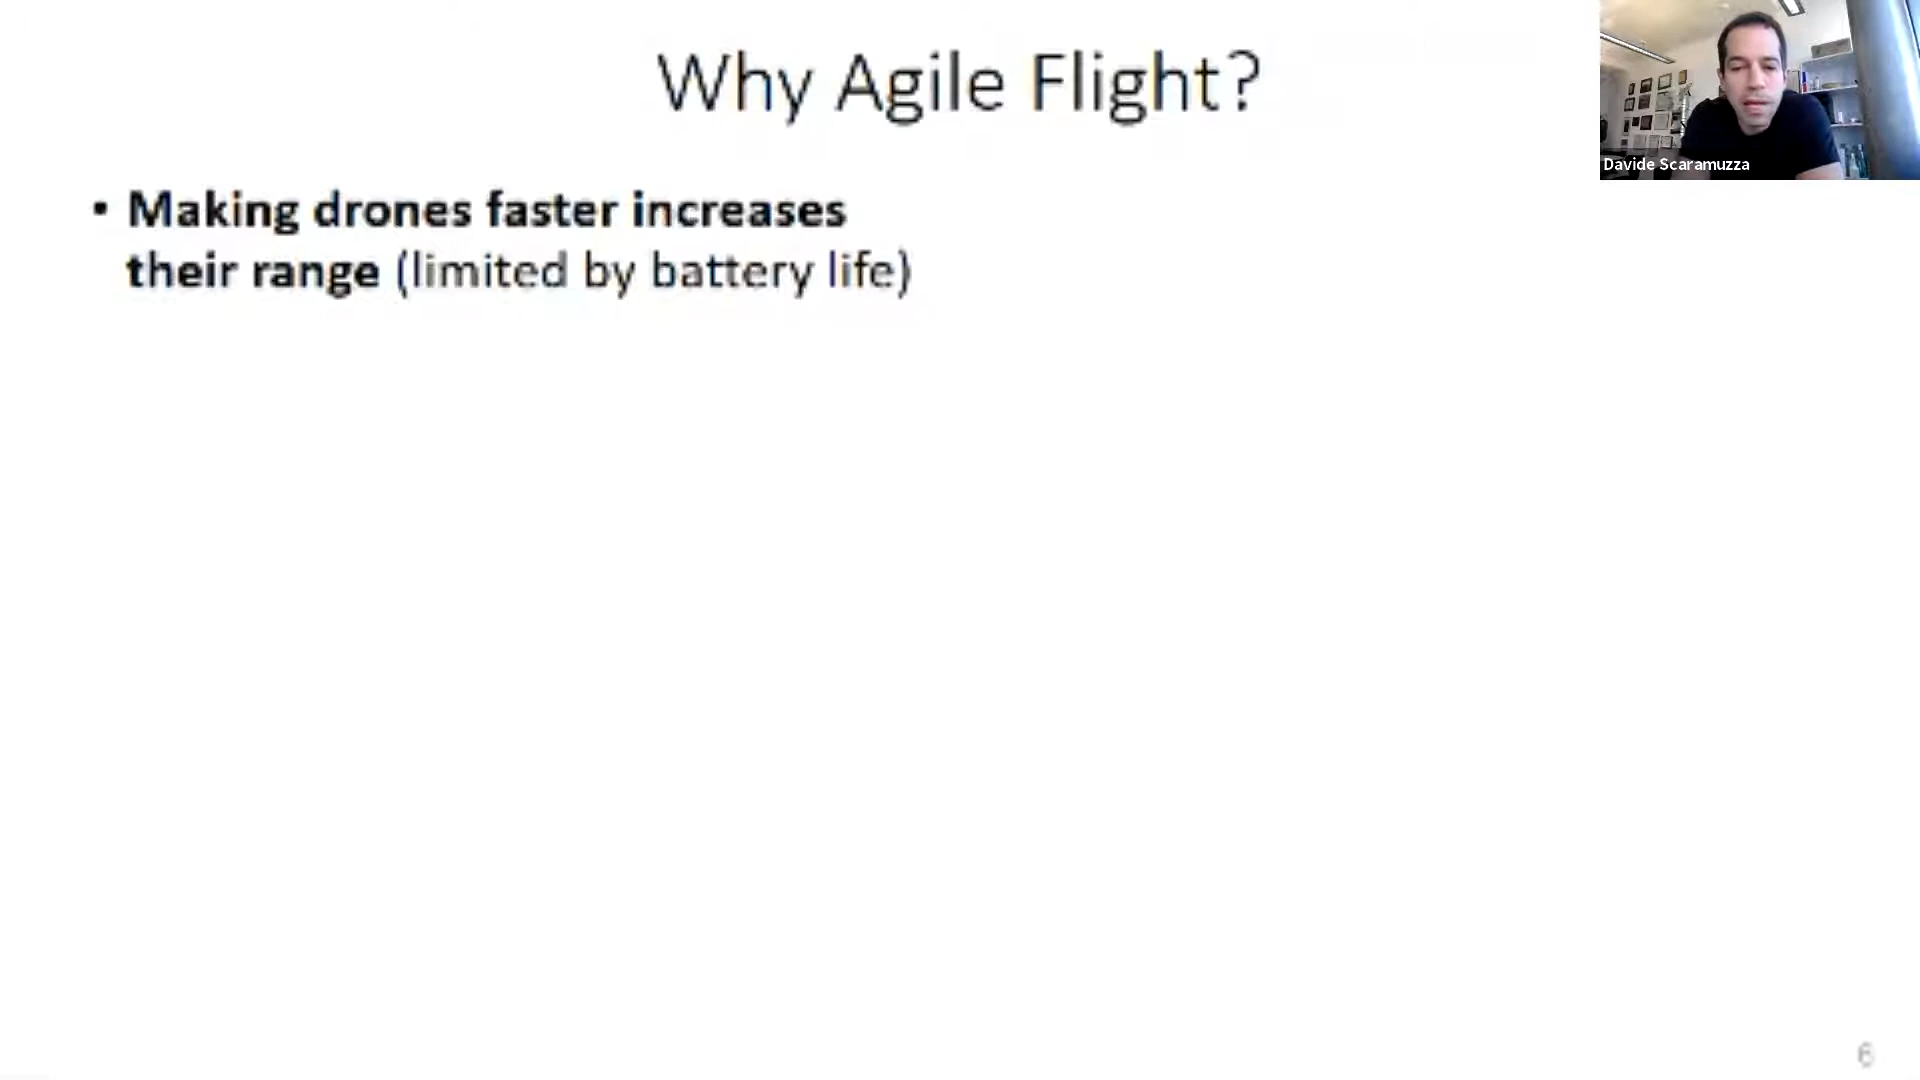 Why Agile Flight?
Davide Scaramuzza
• Making drones faster increases
their range (limited by battery life)
6